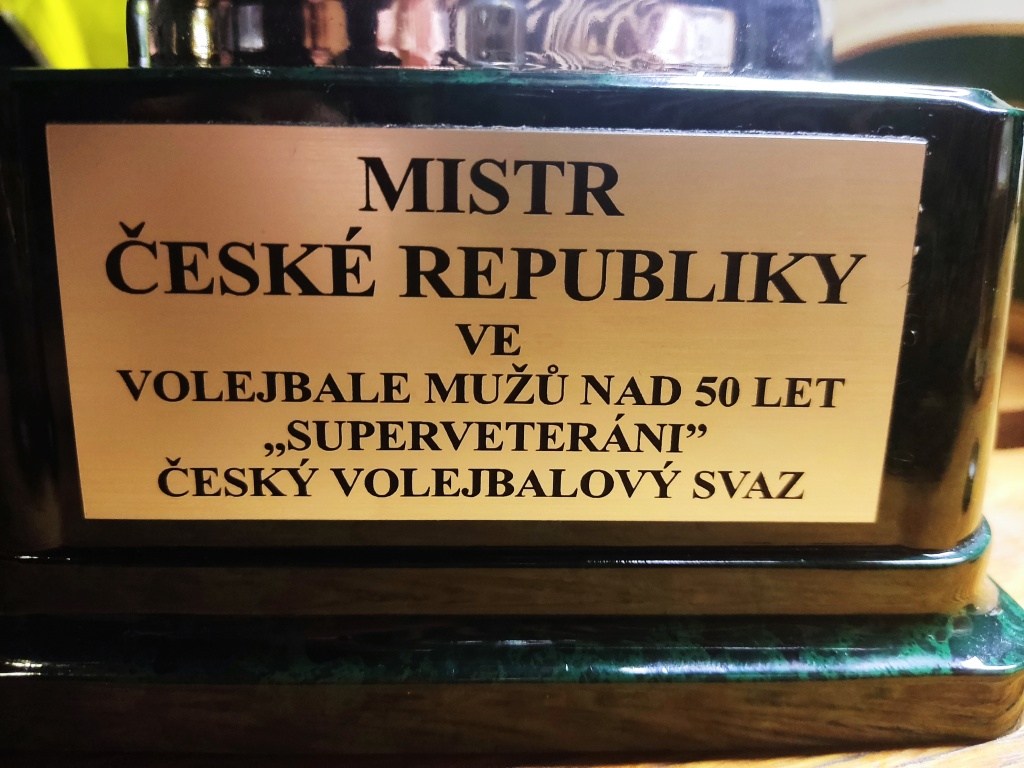 MISTR
ČESKÉ REPUBLIKY
VE
VOLEJBALE MUŽŮ NAD 50 LET
„SUPERVETERÁNI”
ČESKÝ VOLEJBALOVÝ SVAZ